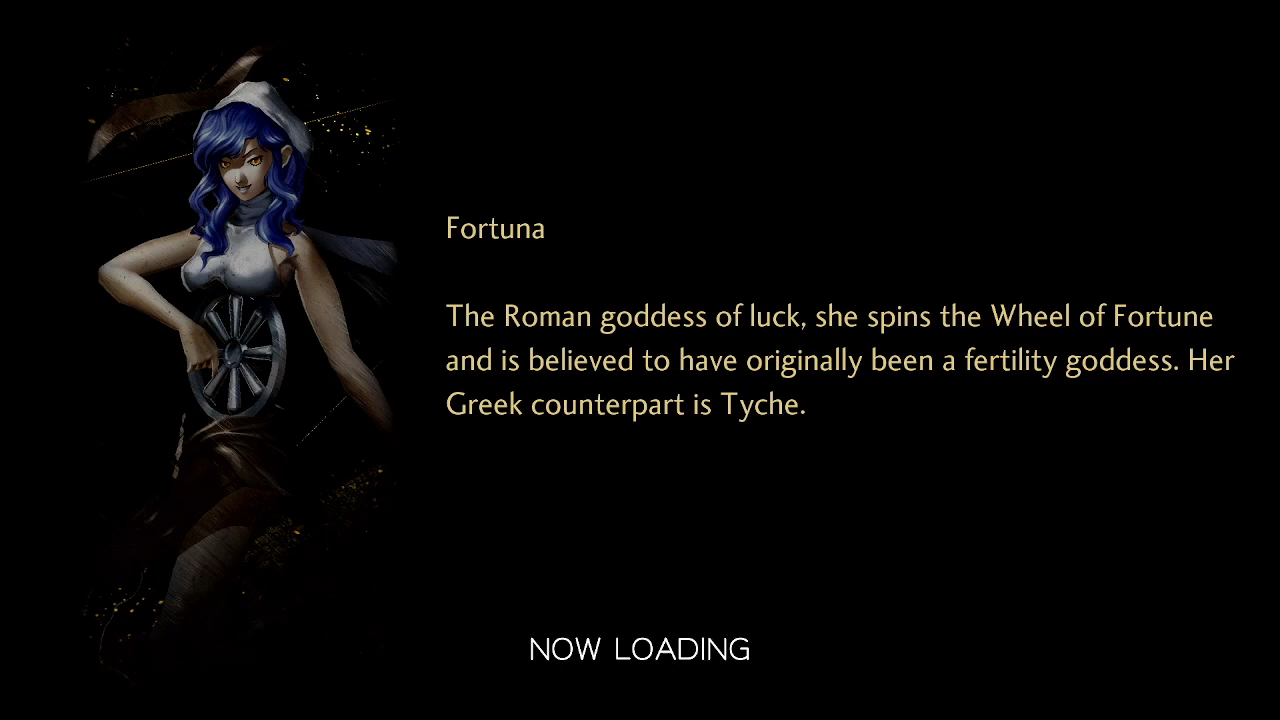 Fortuna
The Roman goddess of luck, she spins the Wheel of Fortune
and is believed to have originally been a fertility goddess. Her
Greek counterpart is Tyche.
NOW LOADING